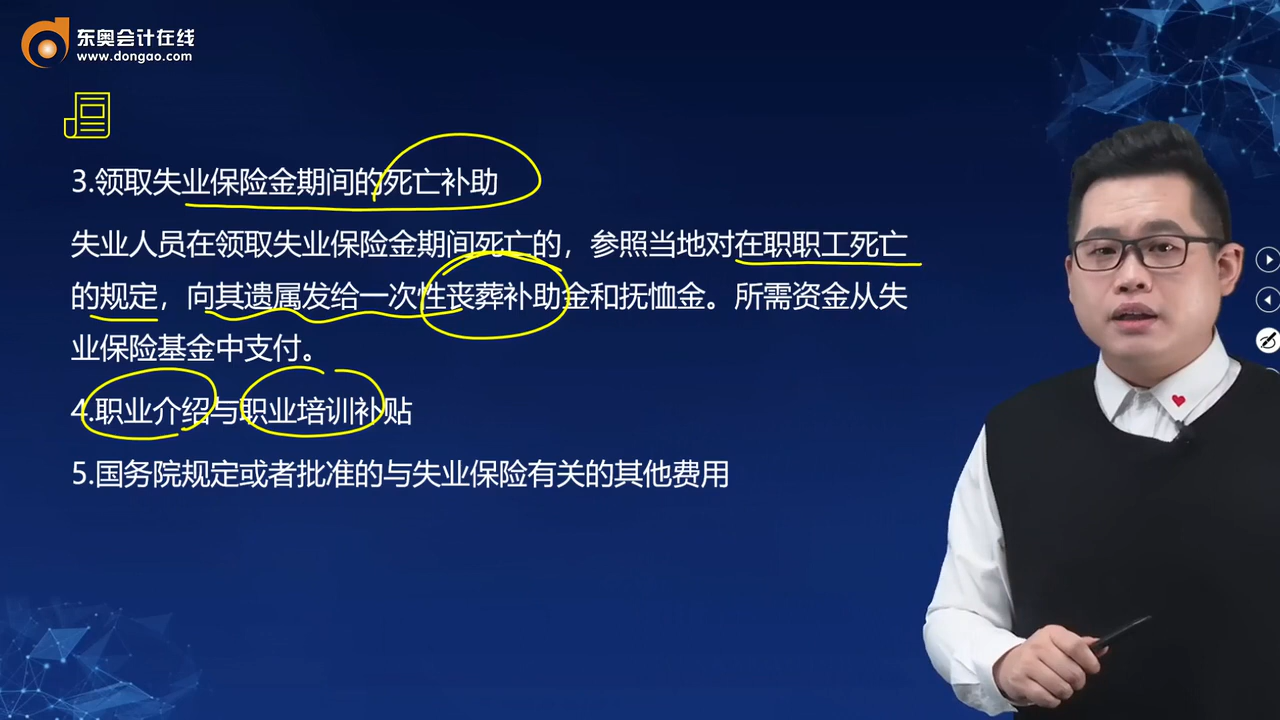 东奥会计在线
www.dongao.com
3.领取失业保险金期间的死亡补助
失业人员在领取失业保险金期间死亡的，参照当地对在职职工死亡
的规定，向其遗属发给一次性丧葬补助金和抚恤金。所需资金从失
业保险基金中支付。
4.职业介绍与职业培训补贴
5.国务院规定或者批准的与失业保险有关的其他费用